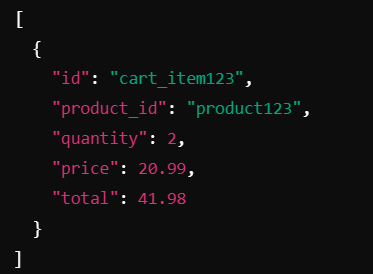 [
  {
    "id": "cart_item123",
    "product_id": "product123",
    "quantity": 2,
    "price": 20.99,
    "total": 41.98
  }
]